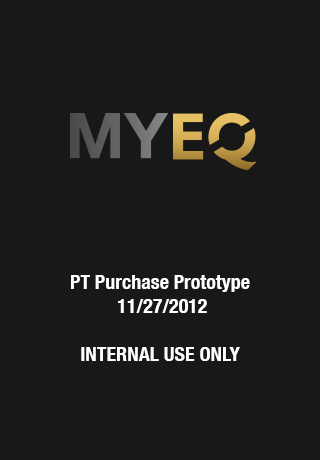 MYEQ
PT Purchase Prototype
11/27/2012
INTERNAL USE ONLY